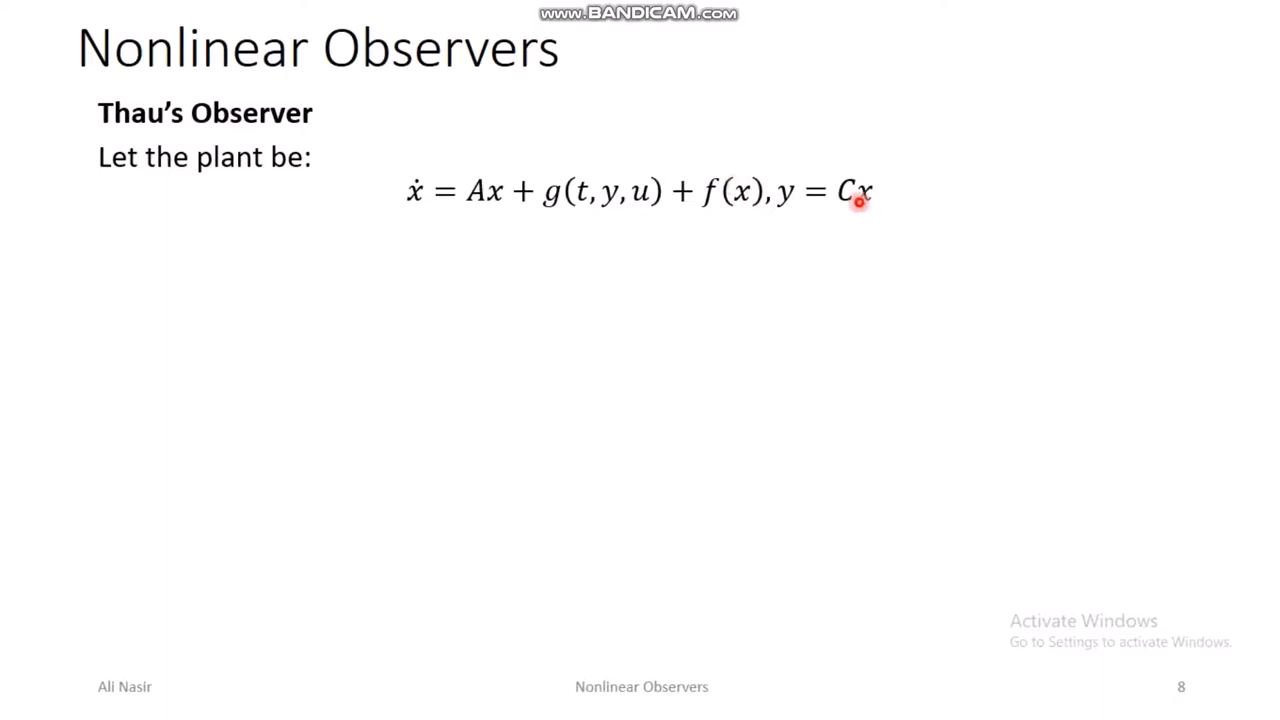 www.BANDICAM.com
Nonlinear Observers
Thau's Observer
Let the plant be:
ẋ = Ax + g(t, y, u) + f(x), y = Cx
Activate Windows
Go to Settings to activate Windows.
Ali Nasir
Nonlinear Observers
8